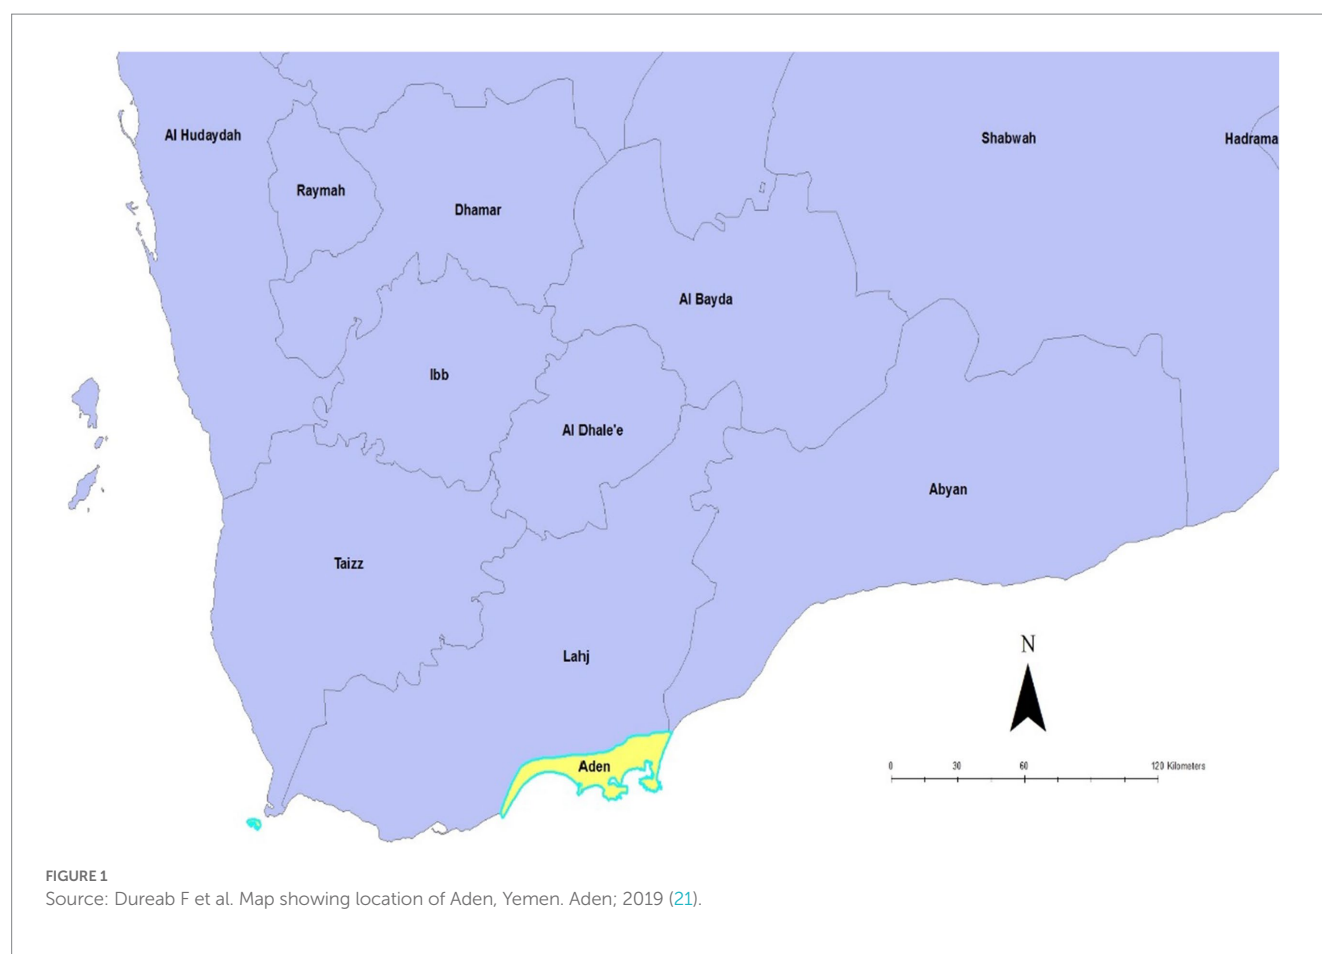 Al Hudaydah
Shabwah
Hadrama
Raymah
Dhamar
Al Bayda
Ibb
Al Dhale'e
Abyan
Taizz
N
Lahj
Aden
0 30 60 120 Kilometers
FIGURE 1
Source: Dureab F et al. Map showing location of Aden, Yemen. Aden; 2019 (21).